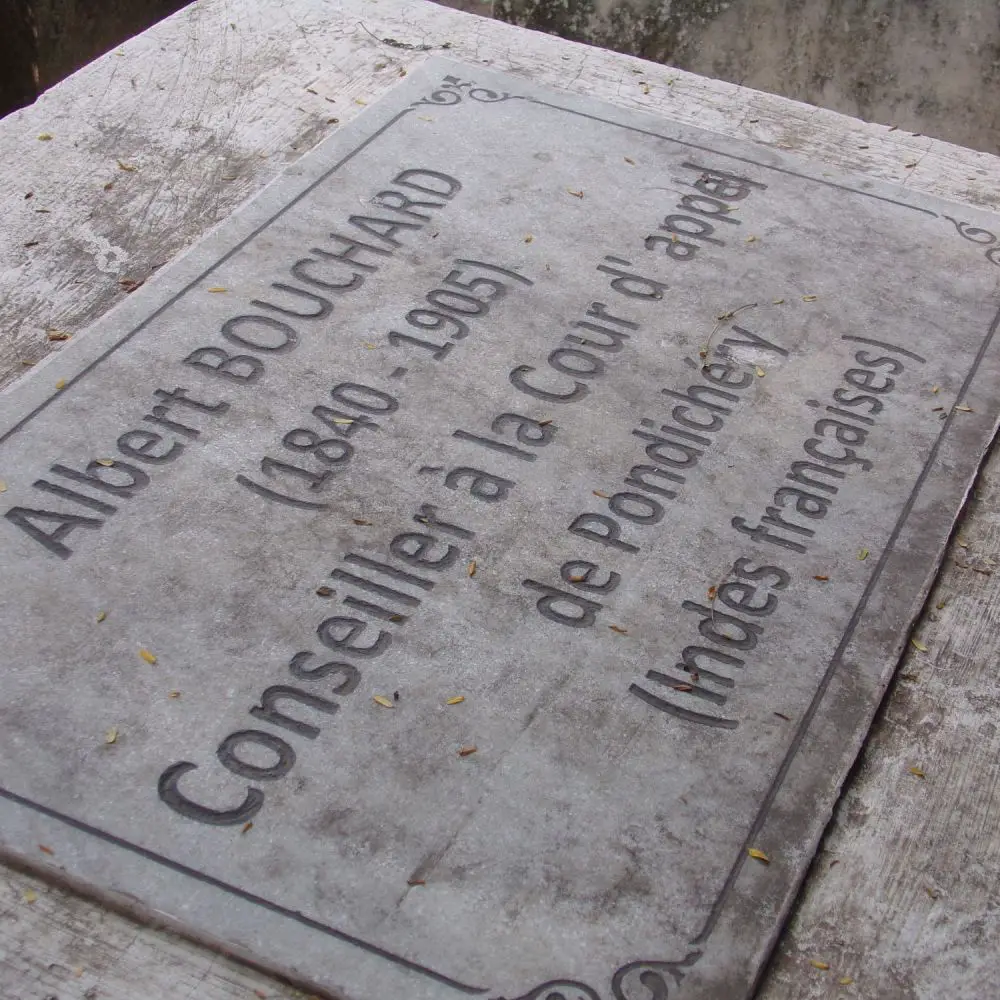 Albert BOUCHARD
(1840 - 1905)
Conseiller à la Cour d' appel
de Pondichéry
(Indes françaises)